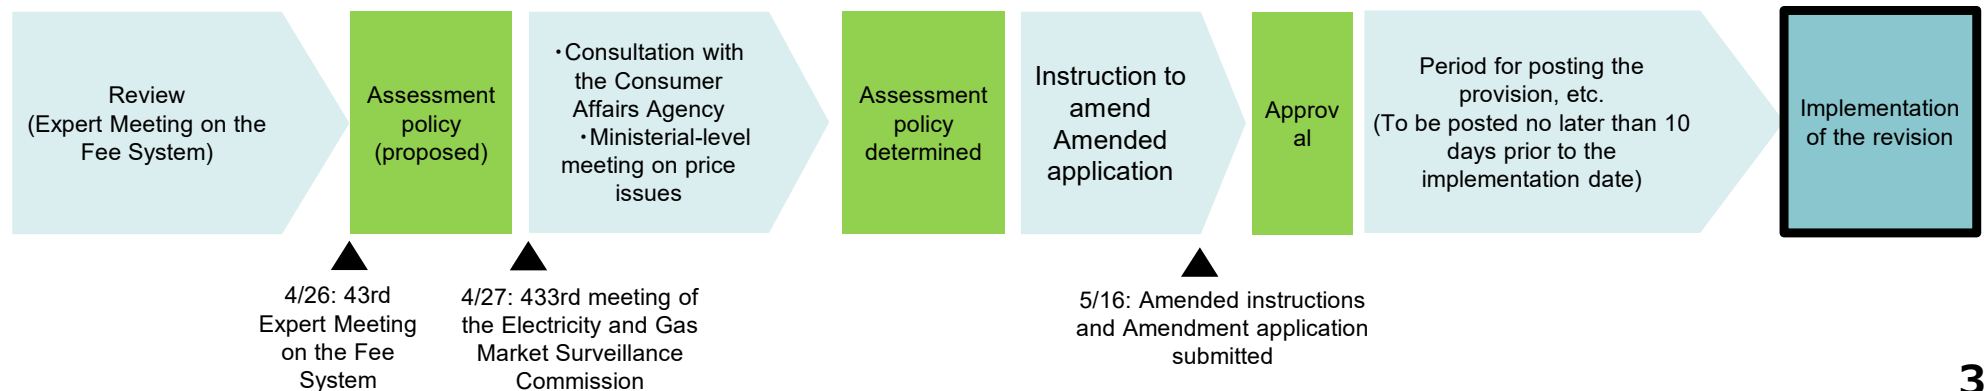 Review
(Expert Meeting on the
Fee System)
Assessment
policy
(proposed)
・Consultation with
the Consumer
Affairs Agency
・Ministerial-level
meeting on price
issues
Assessment
policy
determined
Instruction to
amend
Amended
application
Approv
al
Period for posting the
provision, etc.
(To be posted no later than 10
days prior to the
implementation date)
Implementation
of the revision
4/26: 43rd
Expert Meeting
on the Fee
System
4/27: 433rd meeting of
the Electricity and Gas
Market Surveillance
Commission
5/16: Amended instructions
and Amendment application
submitted
3